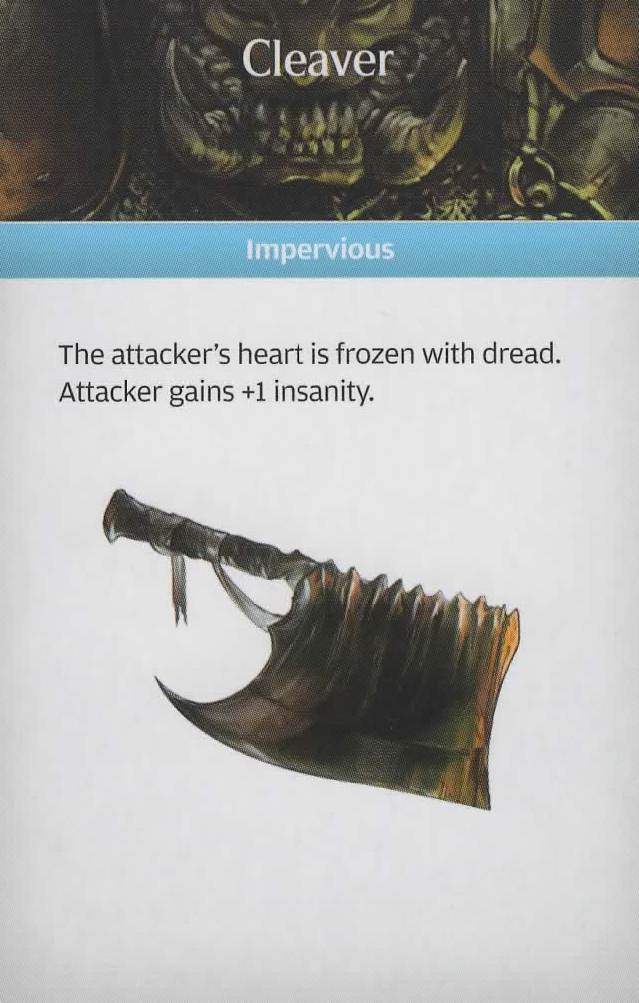 Cleaver
Impervious
The attacker's heart is frozen with dread.
Attacker gains +1 insanity.